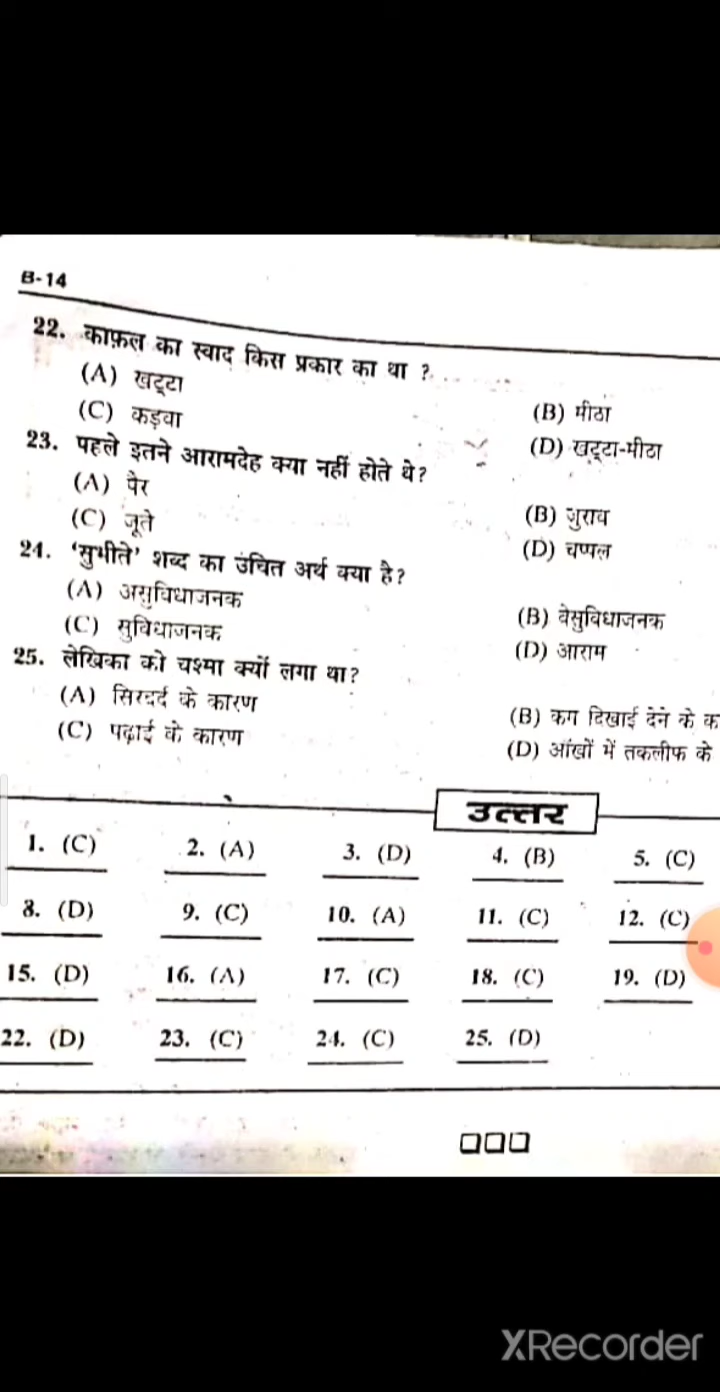 B-14
22. काफ़ल का स्वाद किस प्रकार का था ?
(A) खट्टा
(B) मीठा
(C) कड़वा
(D) खट्टा-मीठा
23. पहले इतने आरामदेह क्या नहीं होते थे?
(A) पैर
(B) जुराब
(C) जूते
(D) चप्पल
24. ‘सुभीते’ शब्द का उचित अर्थ क्या है?
(A) असुविधाजनक
(B) बेसुविधाजनक
(C) सुविधाजनक
(D) आराम
25. लेखिका को चश्मा क्यों लगा था?
(A) सिरदर्द के कारण
(B) कम दिखाई देने के क
(C) पढ़ाई के कारण
(D) आंखों में तकलीफ के
उत्तर
1. (C) 2. (A) 3. (D) 4. (B) 5. (C)
8. (D) 9. (C) 10. (A) 11. (C) 12. (C)
15. (D) 16. (A) 17. (C) 18. (C) 19. (D)
22. (D) 23. (C) 24. (C) 25. (D)
XRecorder